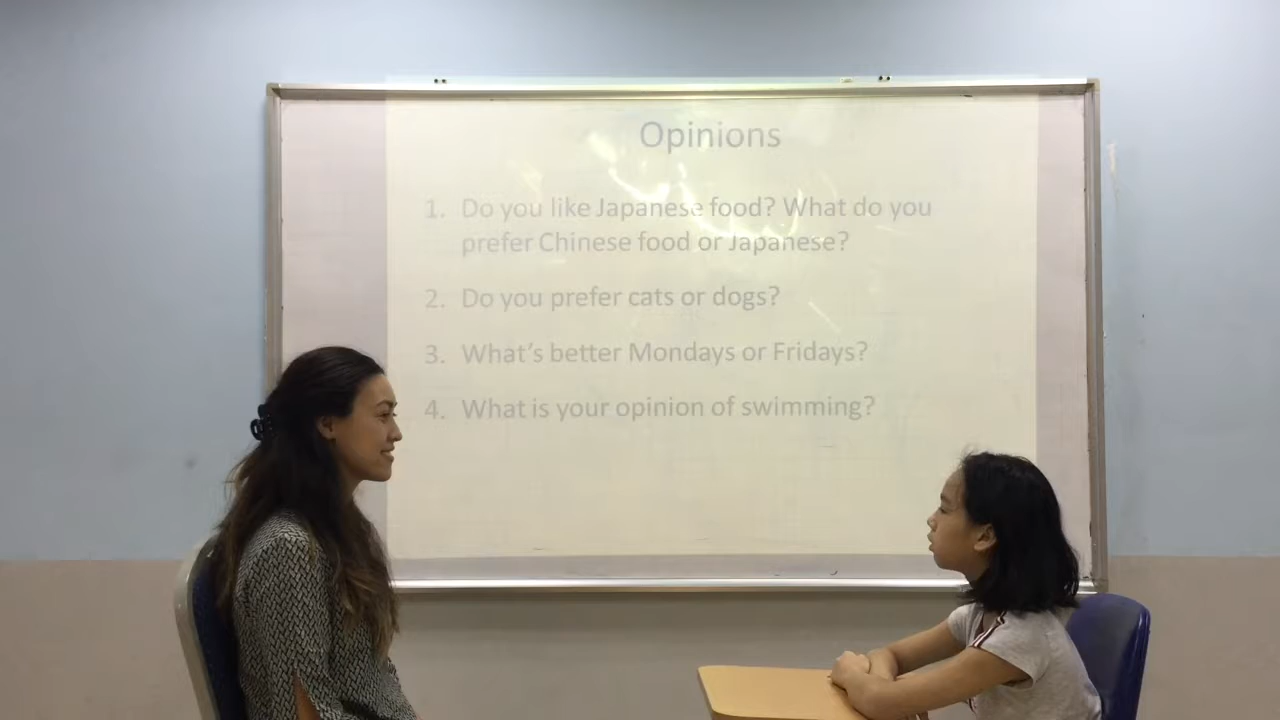 Opinions
1. Do you like Japanese food? What do you
prefer Chinese food or Japanese?
2. Do you prefer cats or dogs?
3. What's better Mondays or Fridays?
4. What is your opinion of swimming?